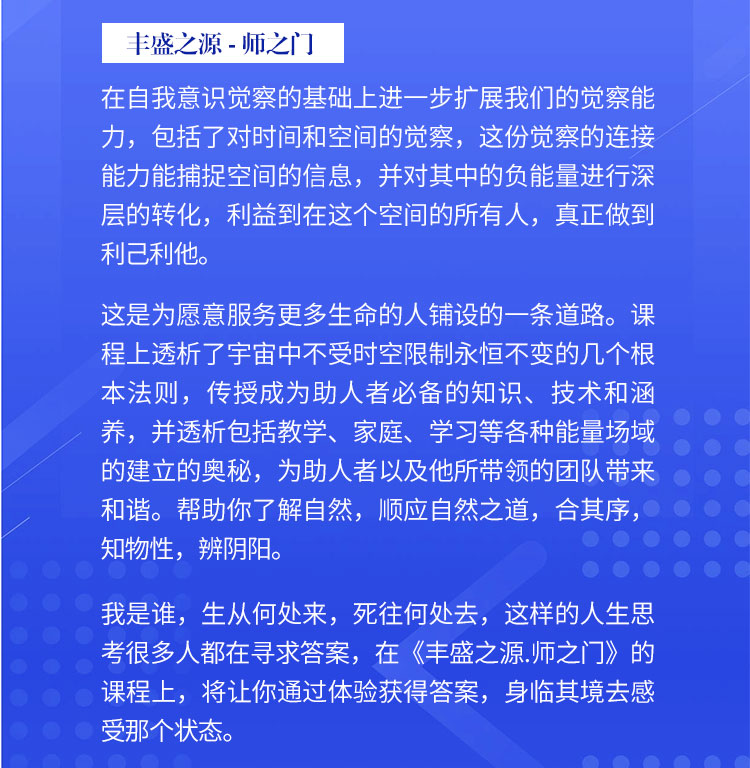 丰盛之源 - 师之门
在自我意识觉察的基础上进一步扩展我们的觉察能
力，包括了对时间和空间的觉察，这份觉察的连接
能力能捕捉空间的信息，并对其中的负能量进行深
层的转化，利益到在这个空间的所有人，真正做到
利己利他。
这是为愿意服务更多生命的人铺设的一条道路。课
程上透析了宇宙中不受时空限制永恒不变的几个根
本法则，传授成为助人者必备的知识、技术和涵
养，并透析包括教学、家庭、学习等各种能量场域
的建立的奥秘，为助人者以及他所带领的团队带来
和谐。帮助你了解自然，顺应自然之道，合其序，
知物性，辨阴阳。
我是谁，生从何处来，死往何处去，这样的人生思
考很多人都在寻求答案，在《丰盛之源.师之门》的
课程上，将让你通过体验获得答案，身临其境去感
受那个状态。